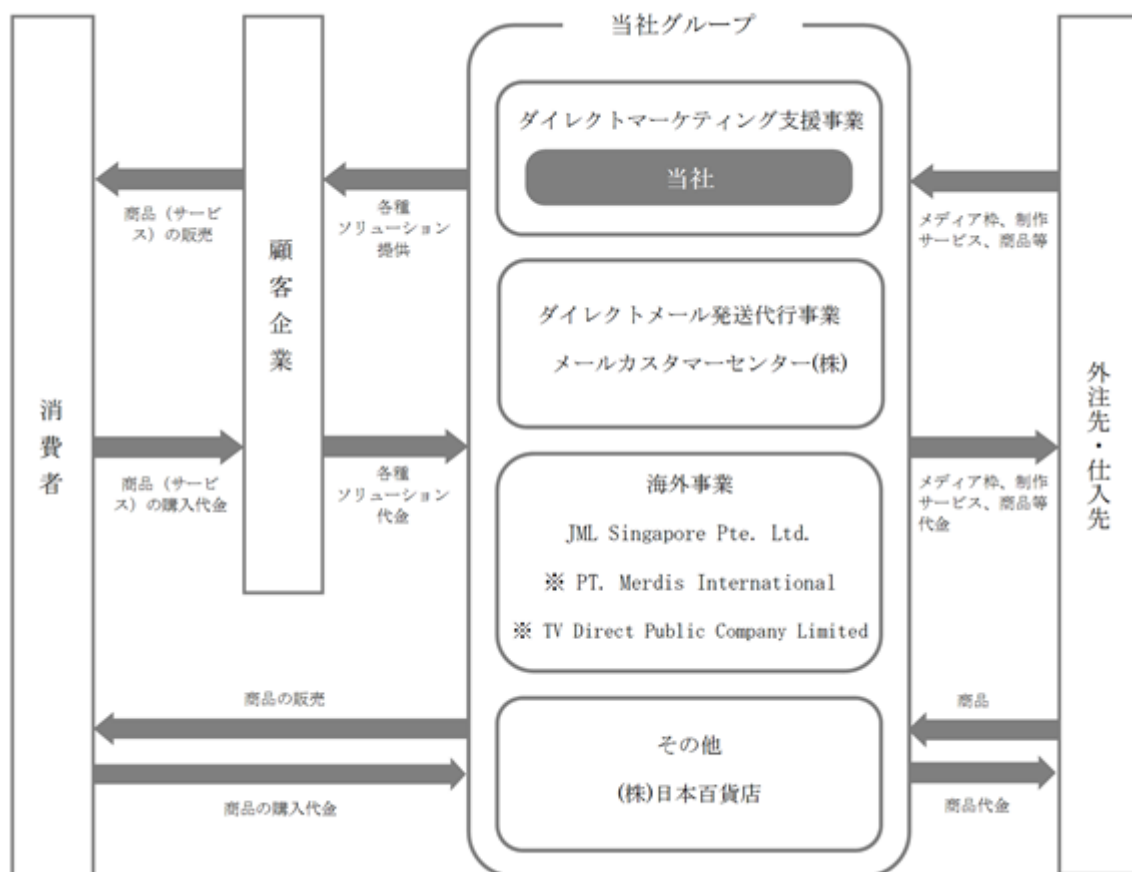 当社グループ
ダイレクトマーケティング支援事業
当社
ダイレクトメール発送代行事業
メールカスタマーセンター(株)
海外事業
JML Singapore Pte. Ltd.
※ PT. Merdis International
※ TV Direct Public Company Limited
その他
(株)日本百貨店
消費者
顧客企業
外注先・仕入先
商品（サービ
ス）の販売
各種
ソリューション
提供
メディア枠、制作
サービス、商品等
商品（サービ
ス）の購入代金
各種
ソリューション
代金
メディア枠、制作
サービス、商品等
代金
商品の販売
商品
商品の購入代金
商品代金